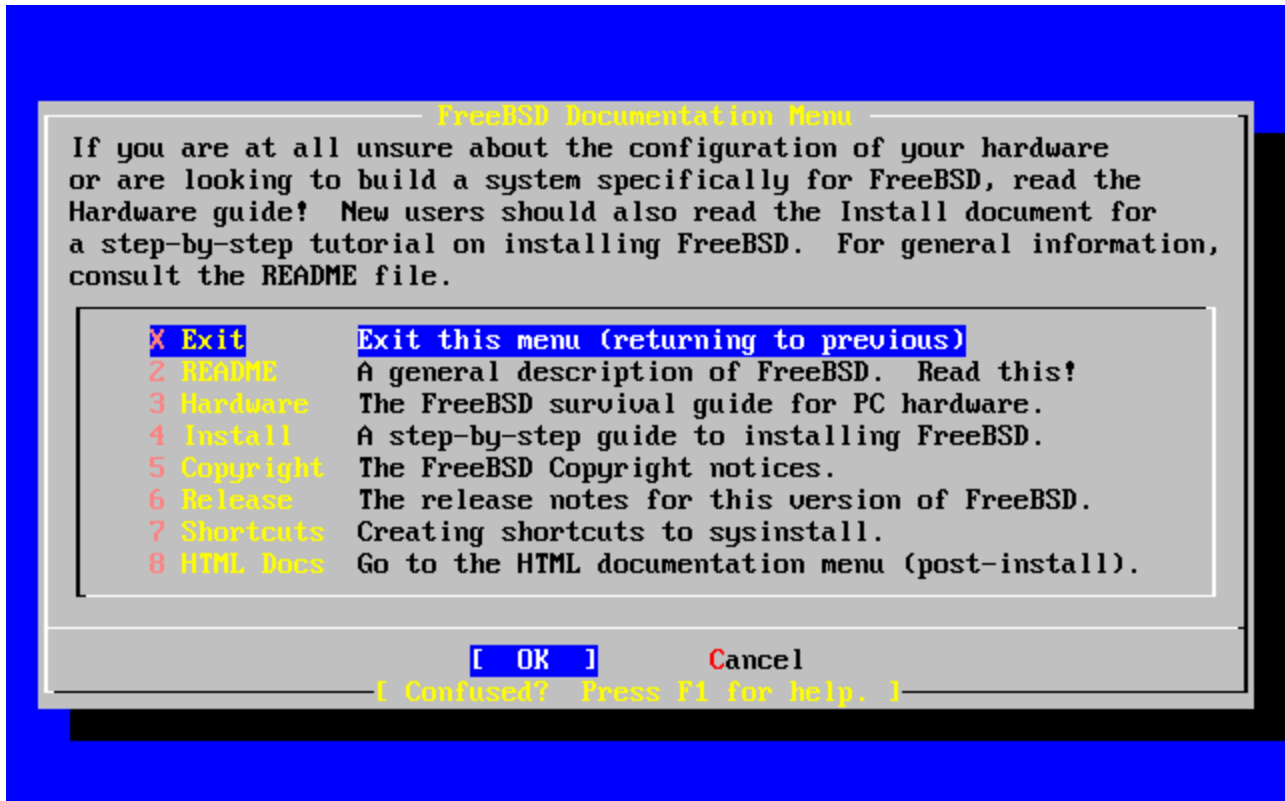 FreeBSD Documentation Menu
If you are at all unsure about the configuration of your hardware
or are looking to build a system specifically for FreeBSD, read the
Hardware guide!  New users should also read the Install document for
a step-by-step tutorial on installing FreeBSD.  For general information,
consult the README file.
X Exit      Exit this menu (returning to previous)
2 README    A general description of FreeBSD.  Read this!
3 Hardware  The FreeBSD survival guide for PC hardware.
4 Install   A step-by-step guide to installing FreeBSD.
5 Copyright The FreeBSD Copyright notices.
6 Release   The release notes for this version of FreeBSD.
7 Shortcuts Creating shortcuts to sysinstall.
8 HTML Docs Go to the HTML documentation menu (post-install).
[  OK  ]       Cancel
[ Confused?  Press F1 for help. ]